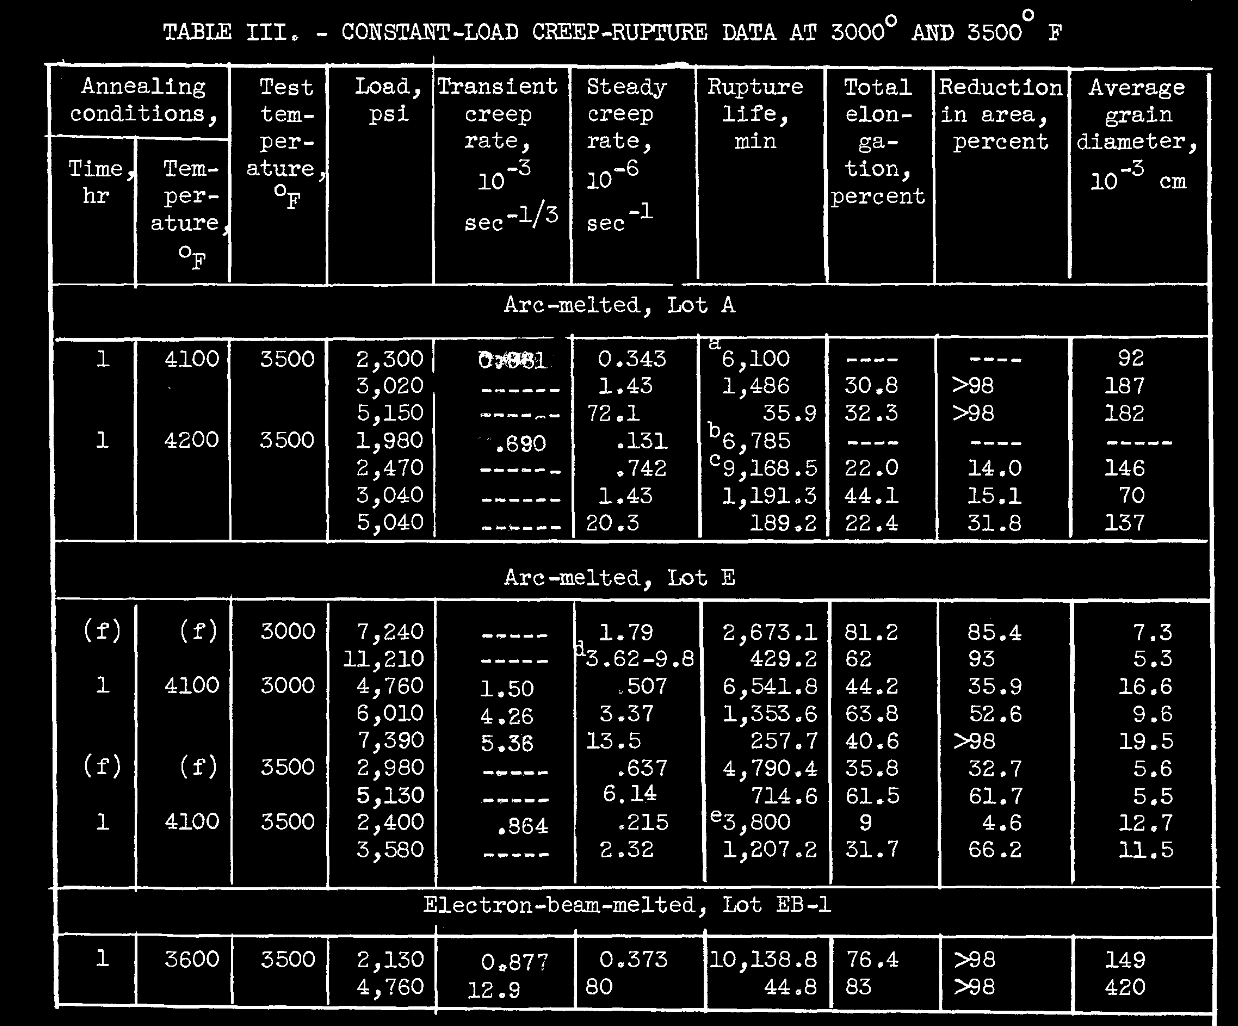 TABLE III. - CONSTANT-LOAD CREEP-RUPTURE DATA AT 3000° AND 3500° F
Annealing conditions, Test tem-per-ature, °F Load, psi Transient creep rate, 10^-3 sec^-1/3 Steady creep rate, 10^-6 sec^-1 Rupture life, min Total elon-ga-tion, percent Reduction in area, percent Average grain diameter, 10^-3 cm
Time, hr Tem-per-ature, °F
Arc-melted, Lot A
1 4100 3500 2,300 0.343 a6,100 ---- ---- 92
3,020 ------ 1.43 1,486 30.8 >98 187
5,150 ------ 72.1 35.9 32.3 >98 182
1 4200 3500 1,980 .690 .131 b6,785 ---- ---- -----
2,470 ------ .742 c9,168.5 22.0 14.0 146
3,040 ------ 1.43 1,191.3 44.1 15.1 70
5,040 ------ 20.3 189.2 22.4 31.8 137
Arc-melted, Lot E
(f) (f) 3000 7,240 ----- 1.79 2,673.1 81.2 85.4 7.3
11,210 ----- d3.62-9.8 429.2 62 93 5.3
1 4100 3000 4,760 1.50 .507 6,541.8 44.2 35.9 16.6
6,010 4.26 3.37 1,353.6 63.8 52.6 9.6
7,390 5.36 13.5 257.7 40.6 >98 19.5
(f) (f) 3500 2,980 ----- .637 4,790.4 35.8 32.7 5.6
5,130 ----- 6.14 714.6 61.5 61.7 5.5
1 4100 3500 2,400 .864 .215 e3,800 9 4.6 12.7
3,580 ----- 2.32 1,207.2 31.7 66.2 11.5
Electron-beam-melted, Lot EB-1
1 3600 3500 2,130 0.877 0.373 10,138.8 76.4 >98 149
4,760 12.9 80 44.8 83 >98 420